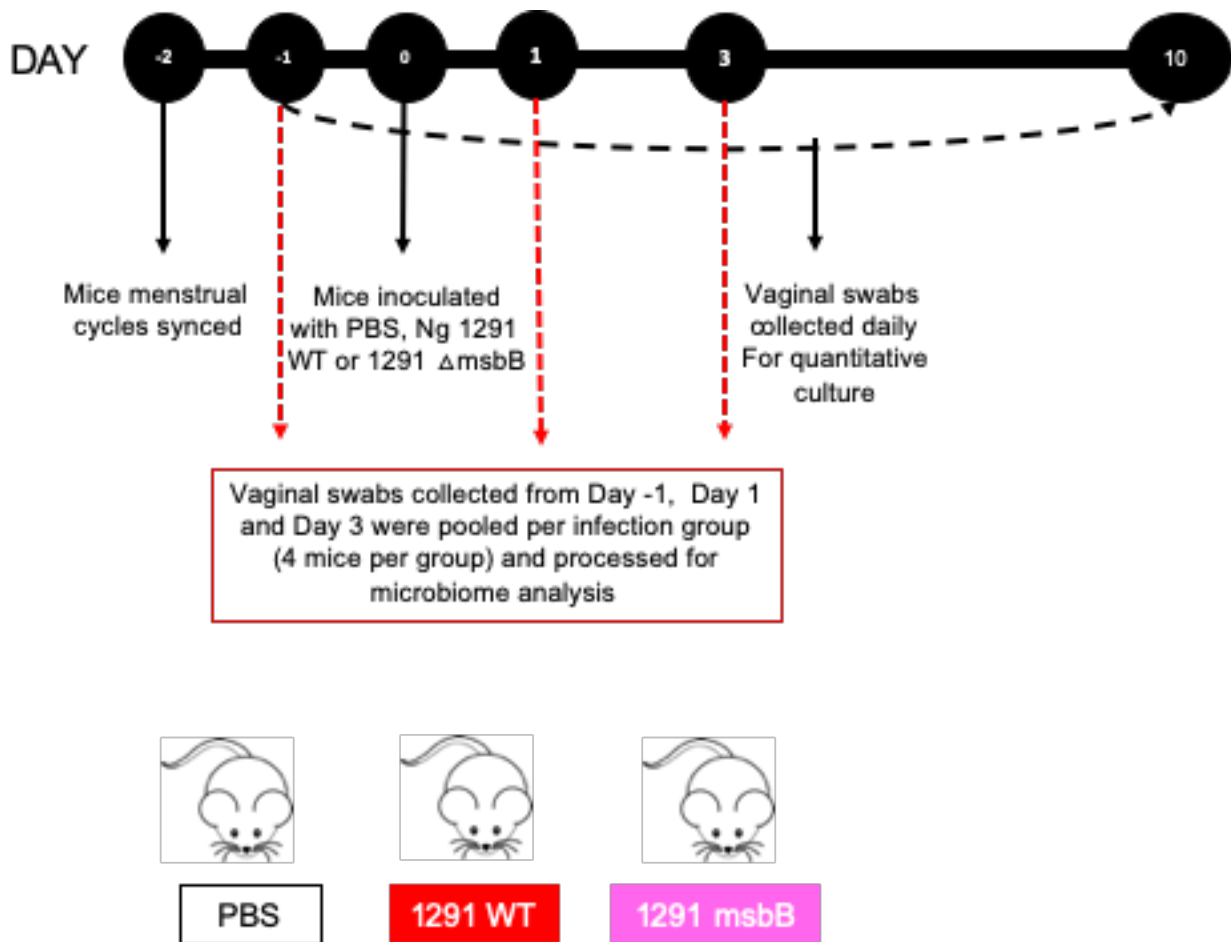 DAY
-2
-1
0
1
3
10
Mice menstrual
cycles synced
Mice inoculated
with PBS, Ng 1291
WT or 1291 △msbB
Vaginal swabs
collected daily
For quantitative
culture
Vaginal swabs collected from Day -1, Day 1
and Day 3 were pooled per infection group
(4 mice per group) and processed for
microbiome analysis
PBS
1291 WT
1291 msbB